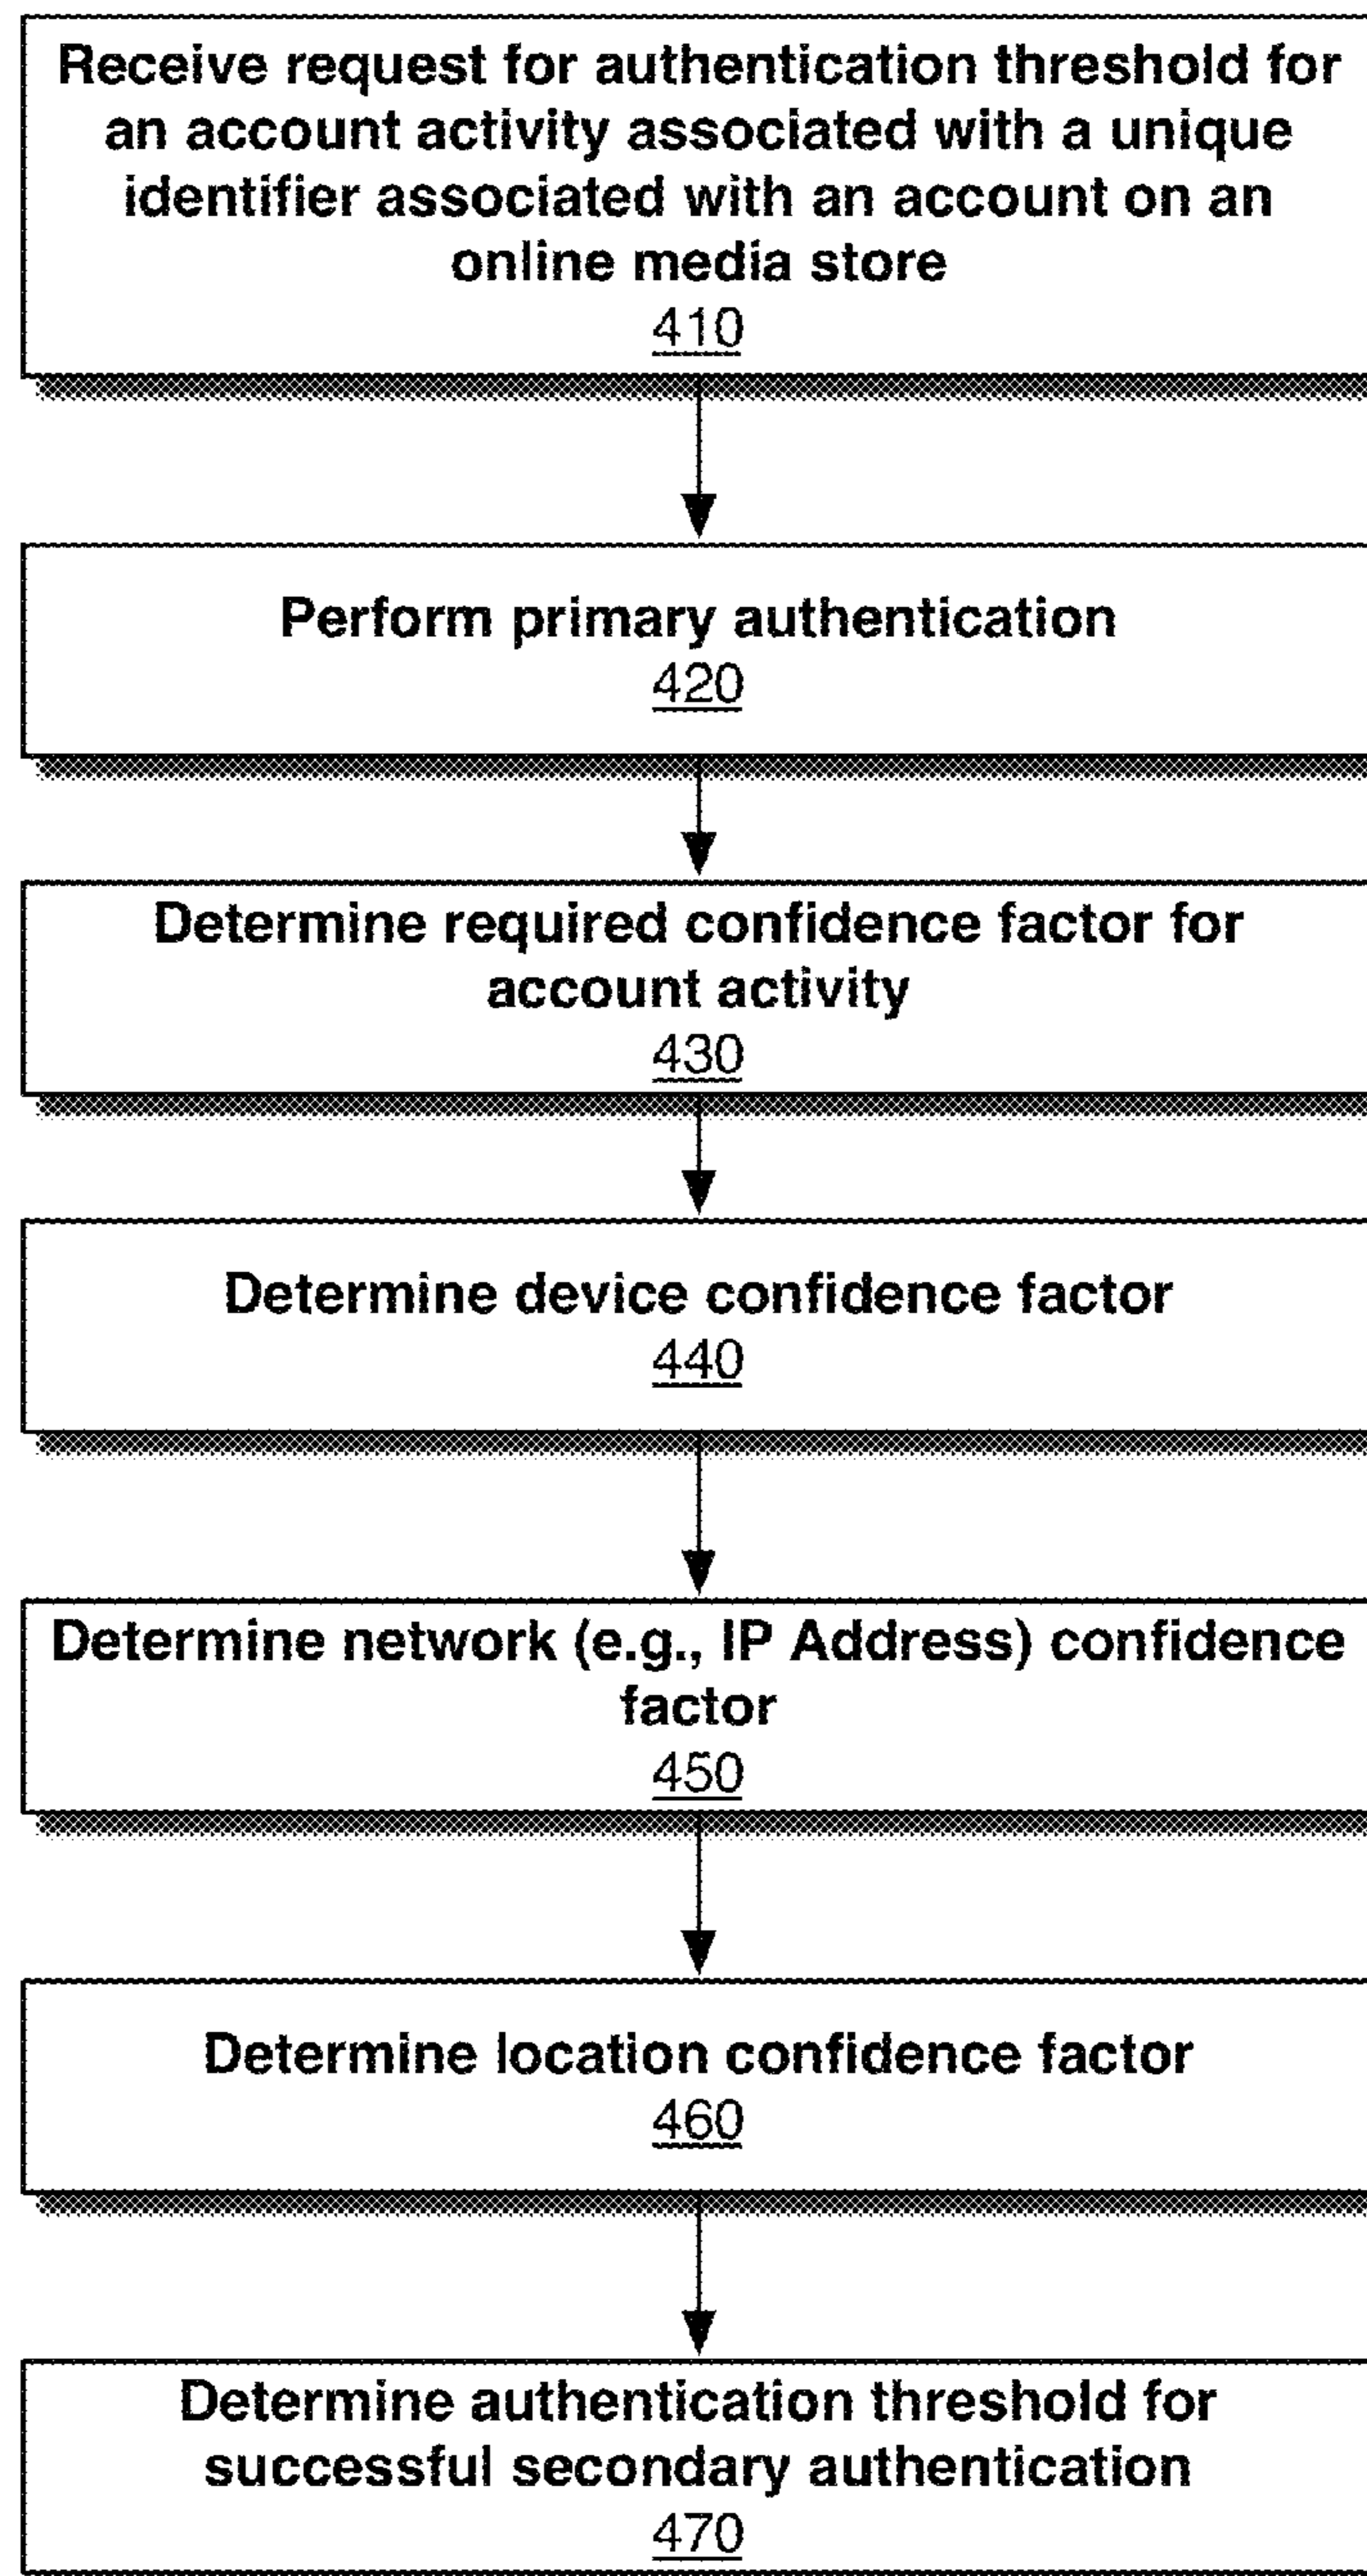 Receive request for authentication threshold for
an account activity associated with a unique
identifier associated with an account on an
online media store
410
Perform primary authentication
420
Determine required confidence factor for
account activity
430
Determine device confidence factor
440
Determine network (e.g., IP Address) confidence
factor
450
Determine location confidence factor
460
Determine authentication threshold for
successful secondary authentication
470